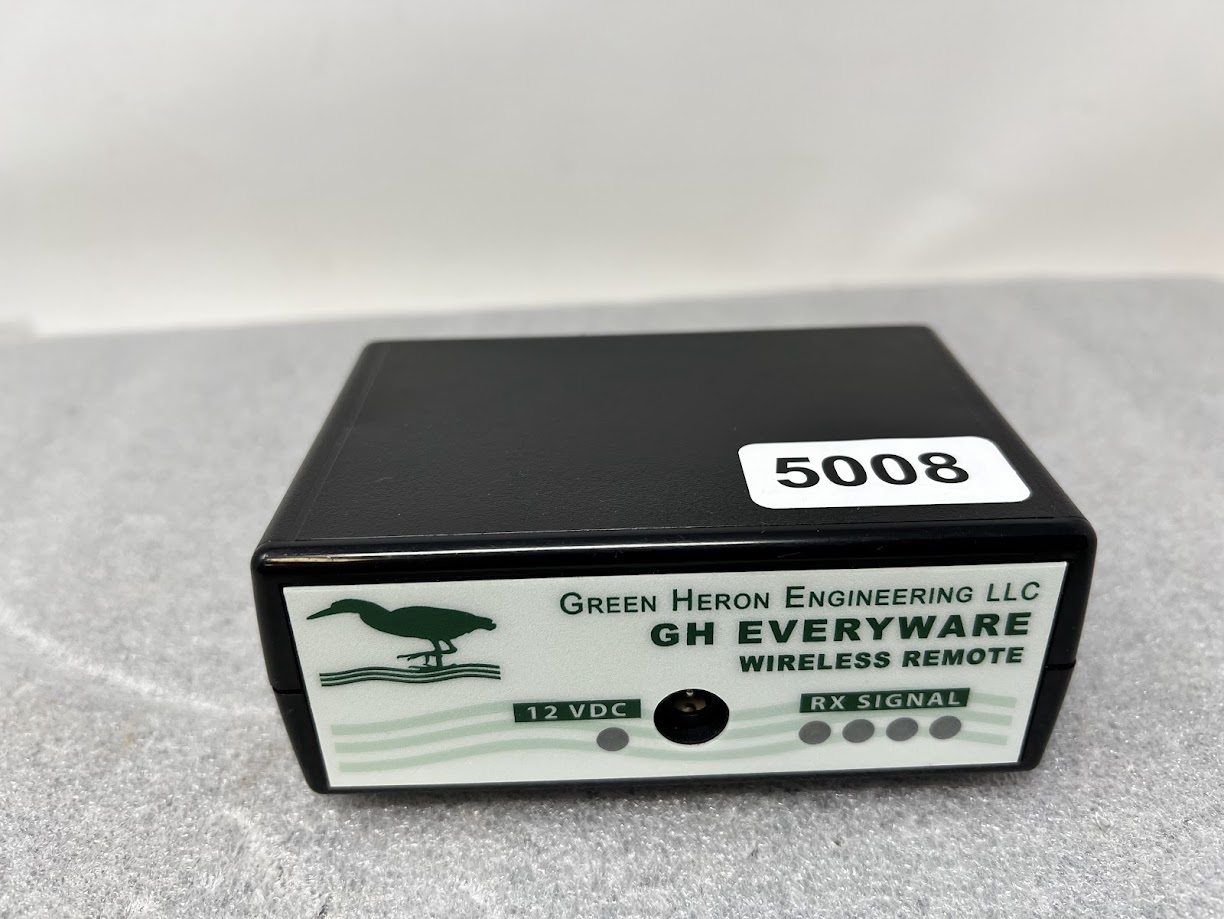 5008
GREEN HERON ENGINEERING LLC
GH EVERYWARE
WIRELESS REMOTE
12 VDC
RX SIGNAL